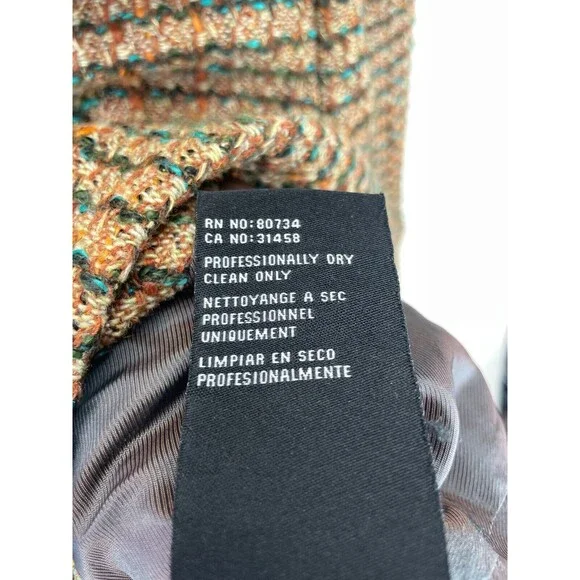 RN NO:80734
CA NO:31458
PROFESSIONALLY DRY
CLEAN ONLY
NETTOYANGE A SEC
PROFESSIONNEL
UNIQUEMENT
LIMPIAR EN SECO
PROFESIONALMENTE